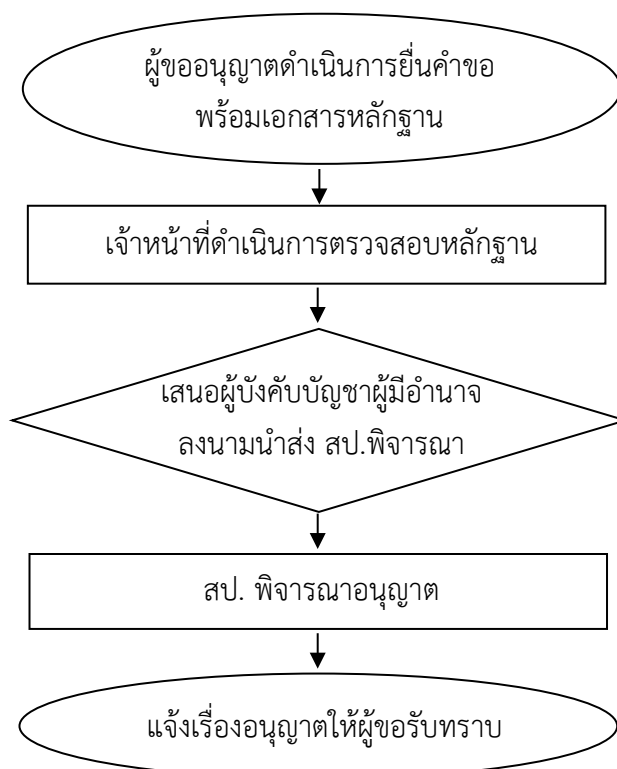 ผู้ขออนุญาตดำเนินการยื่นคำขอ
พร้อมเอกสารหลักฐาน
เจ้าหน้าที่ดำเนินการตรวจสอบหลักฐาน
เสนอผู้บังคับบัญชาผู้มีอำนาจ
ลงนามนำส่ง สป.พิจารณา
สป. พิจารณาอนุญาต
แจ้งเรื่องอนุญาตให้ผู้ขอรับทราบ